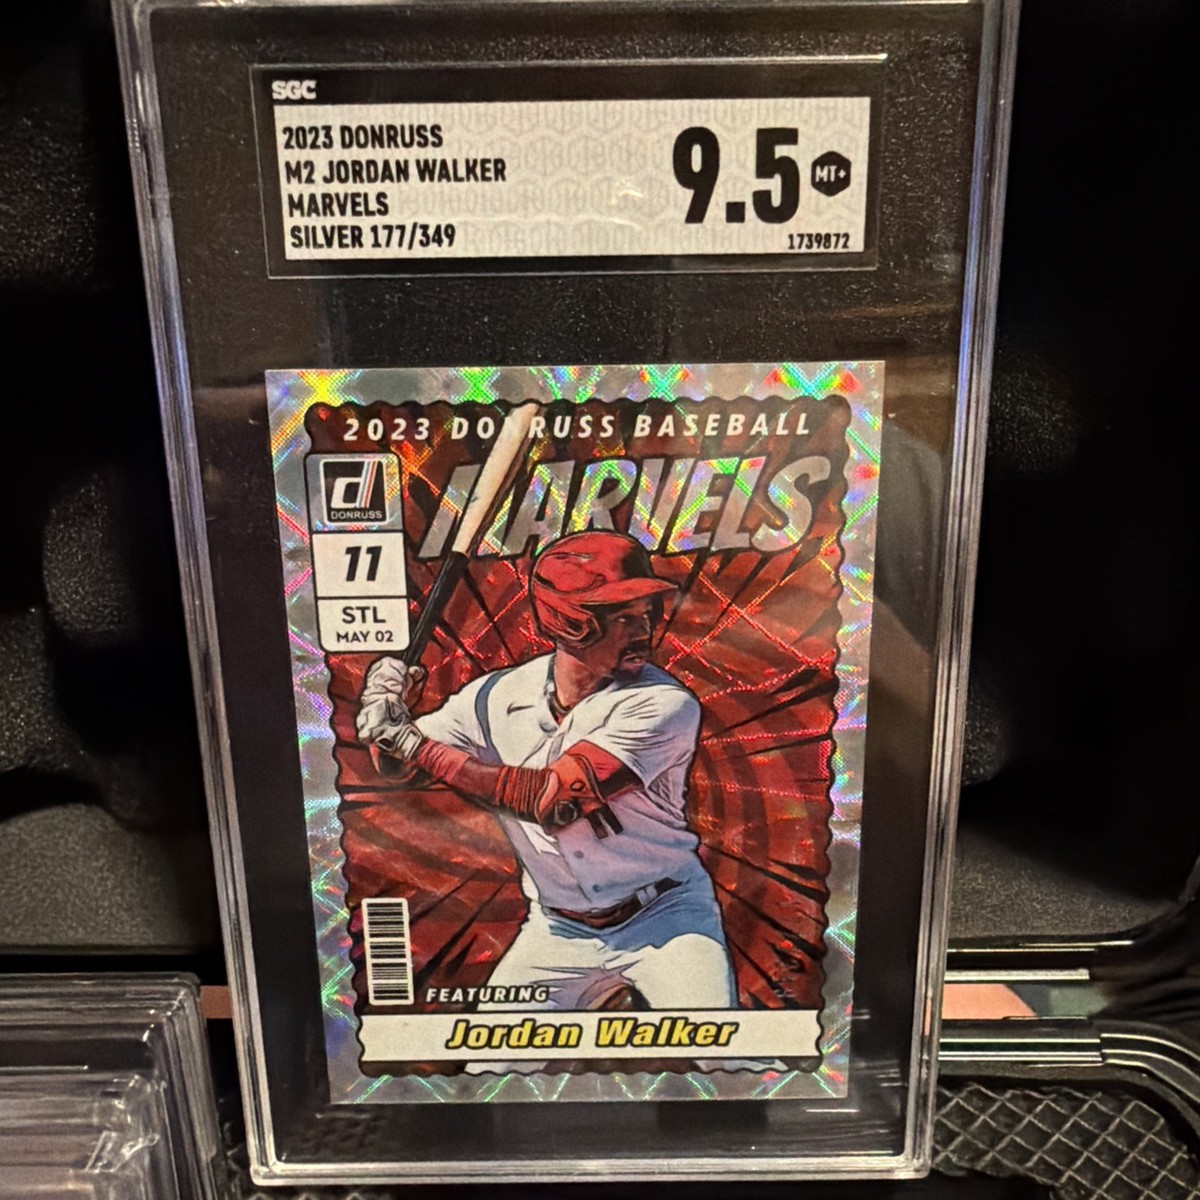 SGC
2023 DONRUSS
M2 JORDAN WALKER
MARVELS
SILVER 177/349
9.5
MT+
1739872
2023 DONRUSS BASEBALL
MARVELS
d
DONRUSS
11
STL
MAY 02
FEATURING
Jordan Walker